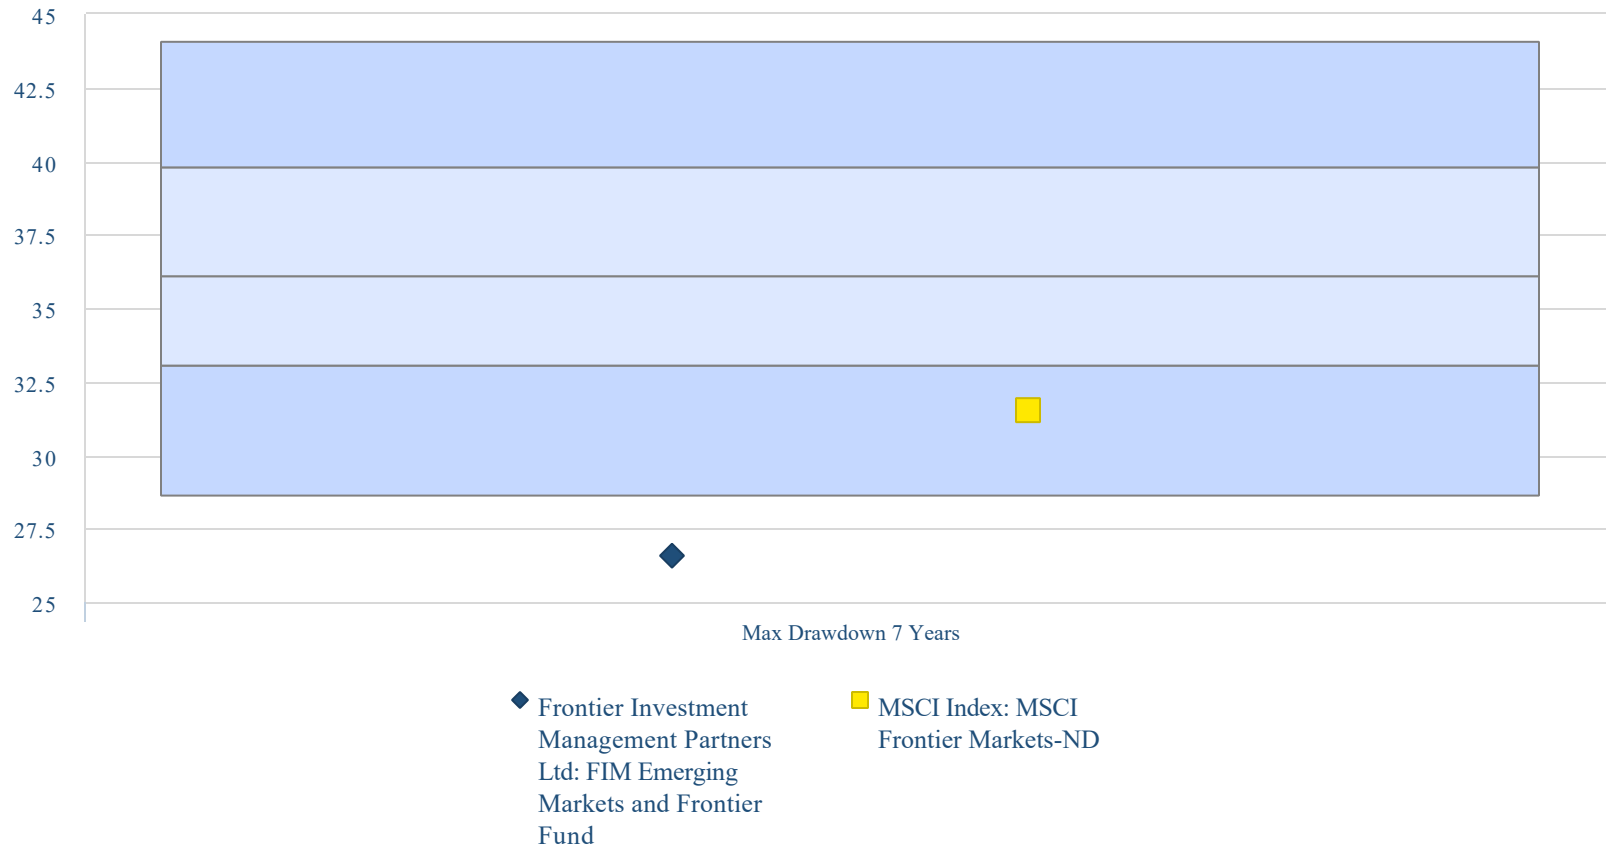 45
42.5
40
37.5
35
32.5
30
27.5
25
Max Drawdown 7 Years
Frontier Investment
Management Partners
Ltd: FIM Emerging
Markets and Frontier
Fund
MSCI Index: MSCI
Frontier Markets-ND